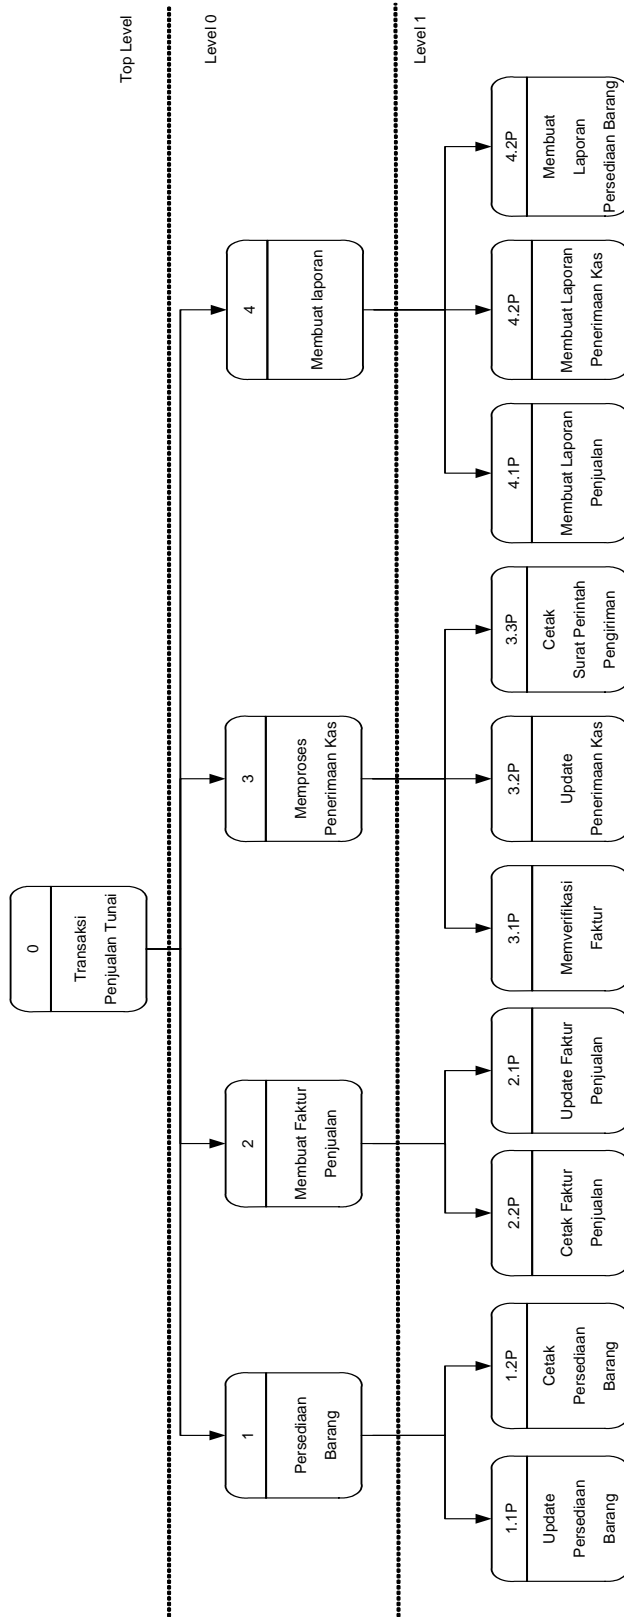 Top Level
0
Transaksi
Penjualan Tunai
Level 0
1
Persediaan
Barang
2
Membuat Faktur
Penjualan
3
Memproses
Penerimaan Kas
4
Membuat laporan
Level 1
1.1P
Update
Persediaan
Barang
1.2P
Cetak
Persediaan
Barang
2.2P
Cetak Faktur
Penjualan
2.1P
Update Faktur
Penjualan
3.1P
Memverifikasi
Faktur
3.2P
Update
Penerimaan Kas
3.3P
Cetak
Surat Perintah
Pengiriman
4.1P
Membuat Laporan
Penjualan
4.2P
Membuat Laporan
Penerimaan Kas
4.2P
Membuat
Laporan
Persediaan Barang